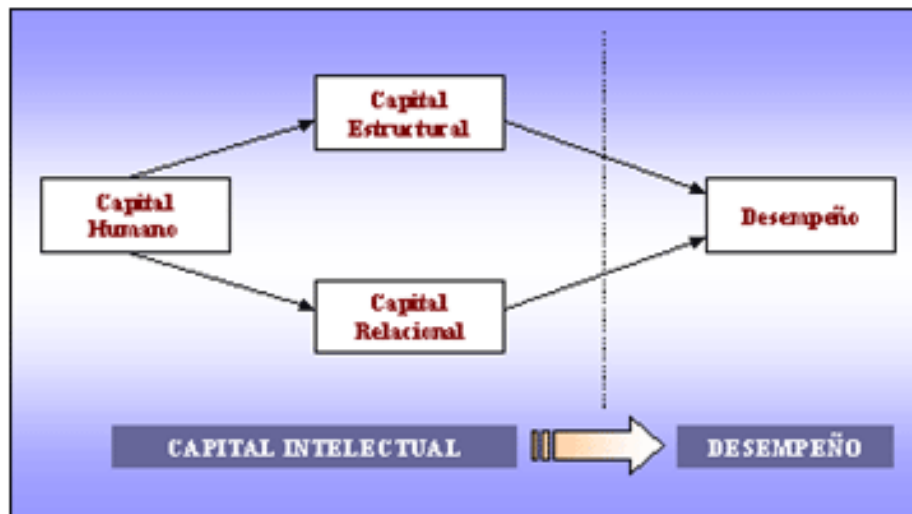 Capital
Estructural
Capital
Humano
Desempeño
Capital
Relacional
CAPITAL INTELECTUAL
DESEMPEÑO